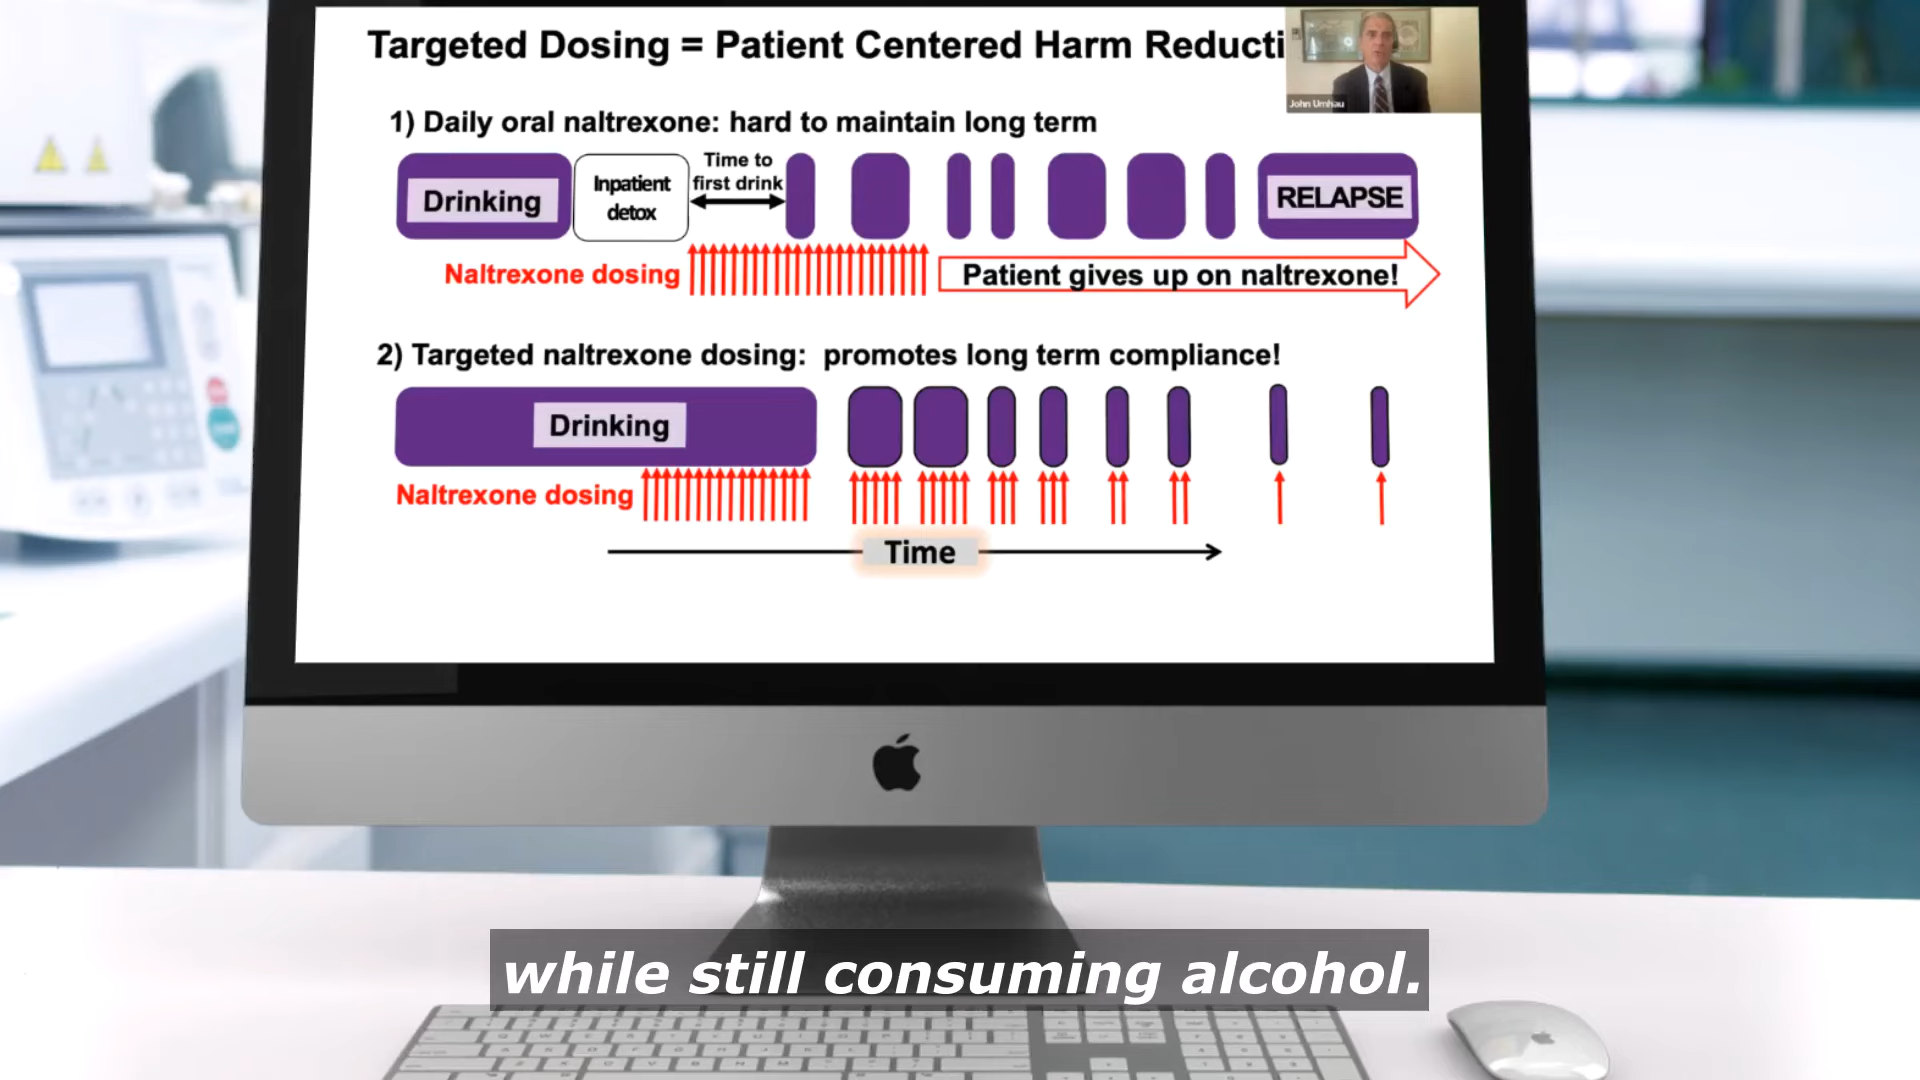 Targeted Dosing = Patient Centered Harm Reducti
John Umhau
1) Daily oral naltrexone: hard to maintain long term
Drinking
Inpatient
detox
Time to
first drink
RELAPSE
Naltrexone dosing
Patient gives up on naltrexone!
2) Targeted naltrexone dosing: promotes long term compliance!
Drinking
Naltrexone dosing
Time
while still consuming alcohol.